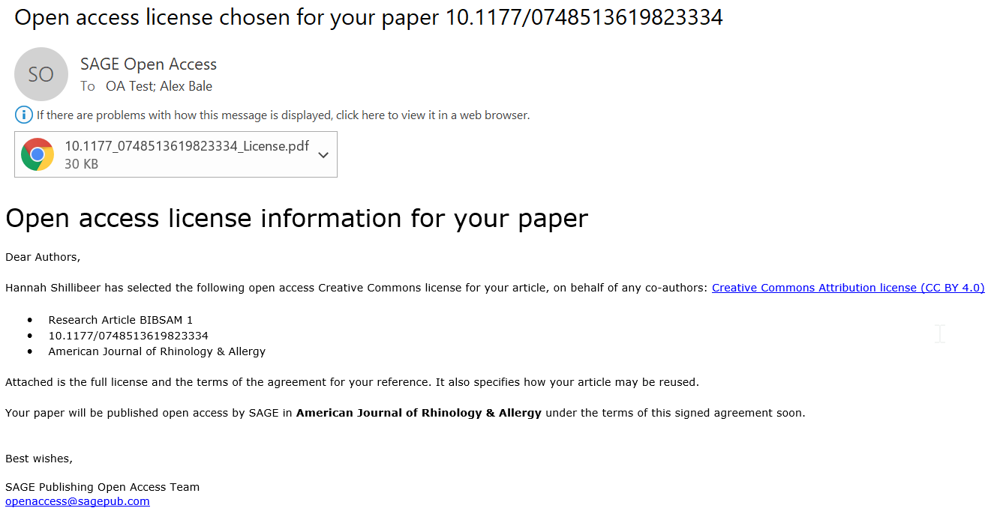 Open access license chosen for your paper 10.1177/0748513619823334
SO
SAGE Open Access
To OA Test; Alex Bale
If there are problems with how this message is displayed, click here to view it in a web browser.
10.1177_0748513619823334_License.pdf
30 KB
Open access license information for your paper
Dear Authors,
Hannah Shillibeer has selected the following open access Creative Commons license for your article, on behalf of any co-authors: Creative Commons Attribution license (CC BY 4.0)
• Research Article BIBSAM 1
• 10.1177/0748513619823334
• American Journal of Rhinology & Allergy
Attached is the full license and the terms of the agreement for your reference. It also specifies how your article may be reused.
Your paper will be published open access by SAGE in American Journal of Rhinology & Allergy under the terms of this signed agreement soon.
Best wishes,
SAGE Publishing Open Access Team
openaccess@sagepub.com